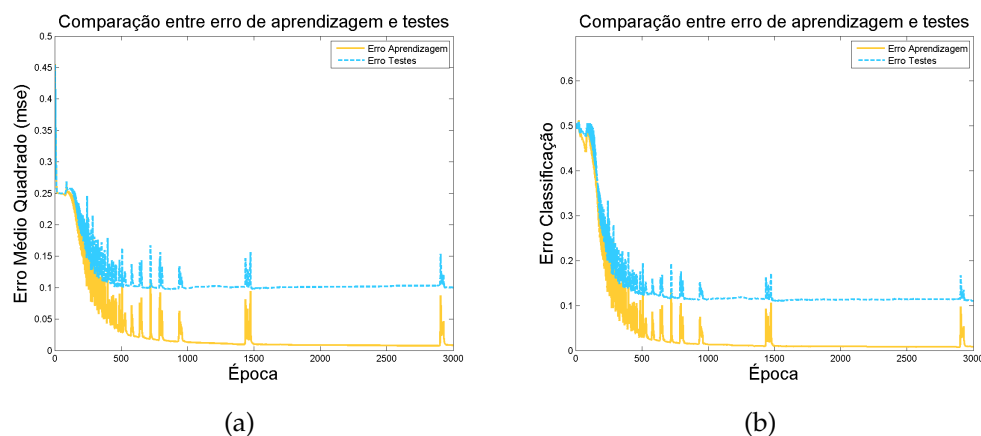 Comparação entre erro de aprendizagem e testes
Erro Aprendizagem
Erro Testes
Erro Médio Quadrado (mse)
0.5
0.45
0.4
0.35
0.3
0.25
0.2
0.15
0.1
0.05
0
0 500 1000 1500 2000 2500 3000
Época
(a)
Comparação entre erro de aprendizagem e testes
Erro Aprendizagem
Erro Testes
Erro Classificação
0.6
0.5
0.4
0.3
0.2
0.1
0
0 500 1000 1500 2000 2500 3000
Época
(b)